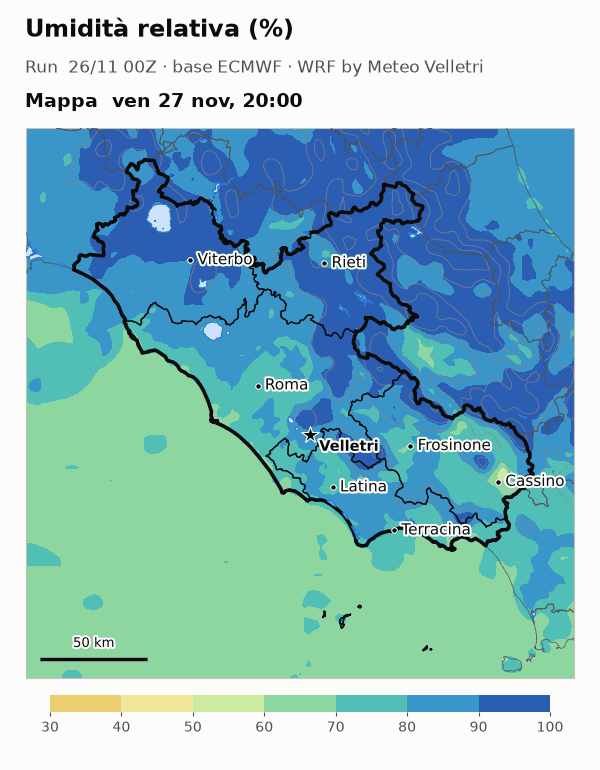 Umidità relativa (%)
Run  26/11 00Z · base ECMWF · WRF by Meteo Velletri
Mappa  ven 27 nov, 20:00
Viterbo
Rieti
Roma
Velletri
Frosinone
Cassino
Latina
Terracina
50 km
30 40 50 60 70 80 90 100